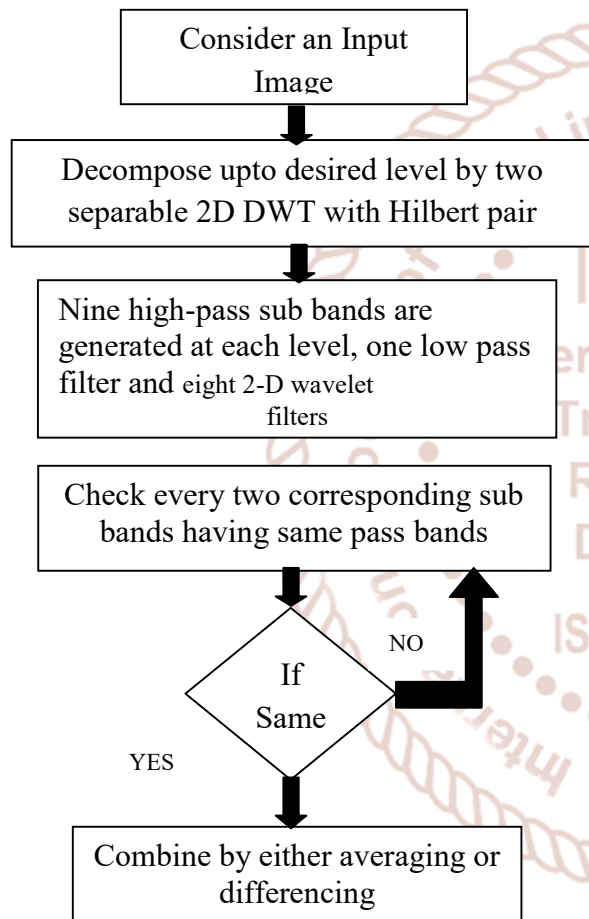 Consider an Input
Image
Decompose upto desired level by two
separable 2D DWT with Hilbert pair
Nine high-pass sub bands are
generated at each level, one low pass
filter and eight 2-D wavelet
filters
Check every two corresponding sub
bands having same pass bands
NO
If
Same
YES
Combine by either averaging or
differencing